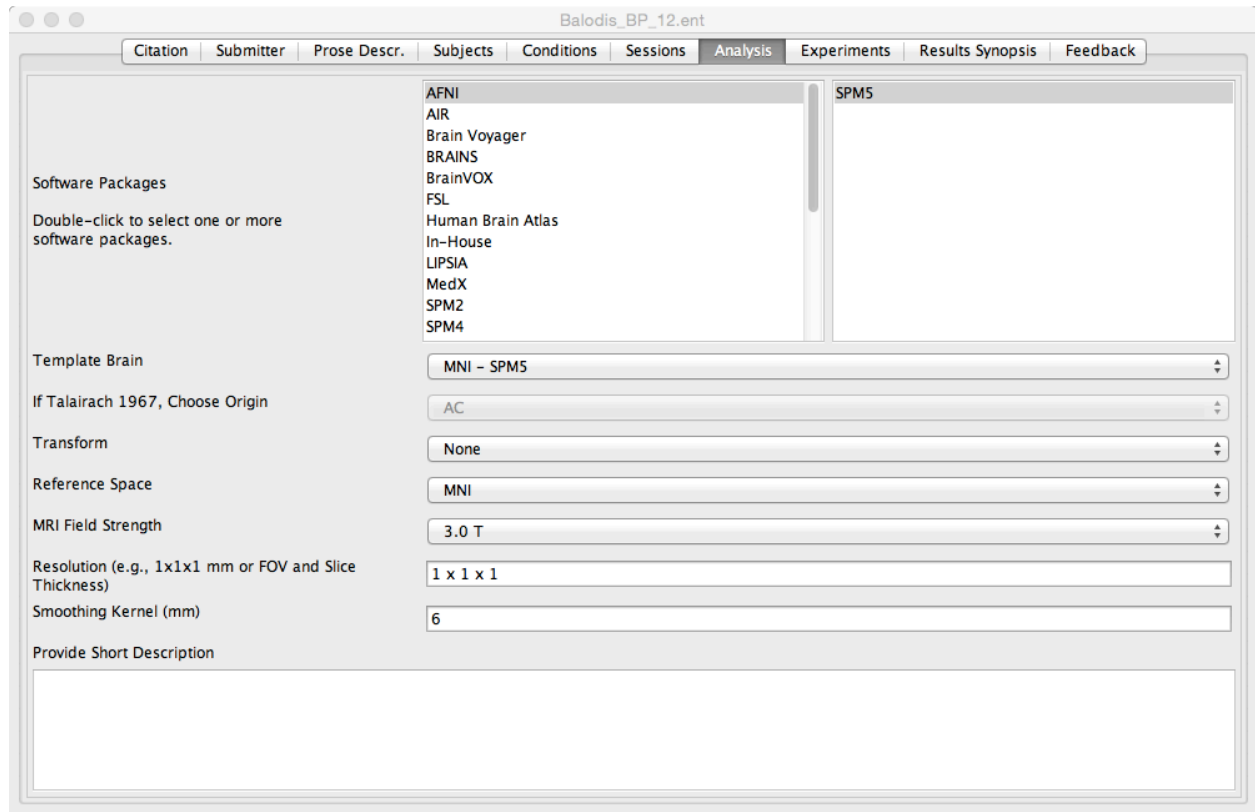 Balodis_BP_12.ent
Citation Submitter Prose Descr. Subjects Conditions Sessions Analysis Experiments Results Synopsis Feedback
Software Packages
Double-click to select one or more
software packages.
AFNI
AIR
Brain Voyager
BRAINS
BrainVOX
FSL
Human Brain Atlas
In-House
LIPSIA
MedX
SPM2
SPM4
SPM5
Template Brain
MNI - SPM5
If Talairach 1967, Choose Origin
AC
Transform
None
Reference Space
MNI
MRI Field Strength
3.0 T
Resolution (e.g., 1x1x1 mm or FOV and Slice
Thickness)
1 x 1 x 1
Smoothing Kernel (mm)
6
Provide Short Description